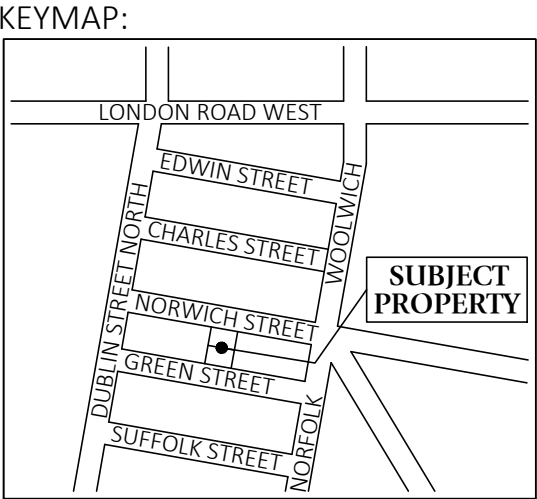 KEYMAP:
LONDON ROAD WEST
EDWIN STREET
WOOLWICH
CHARLES STREET
DUBLIN STREET NORTH
SUBJECT
PROPERTY
NORWICH STREET
GREEN STREET
NORFOLK
SUFFOLK STREET